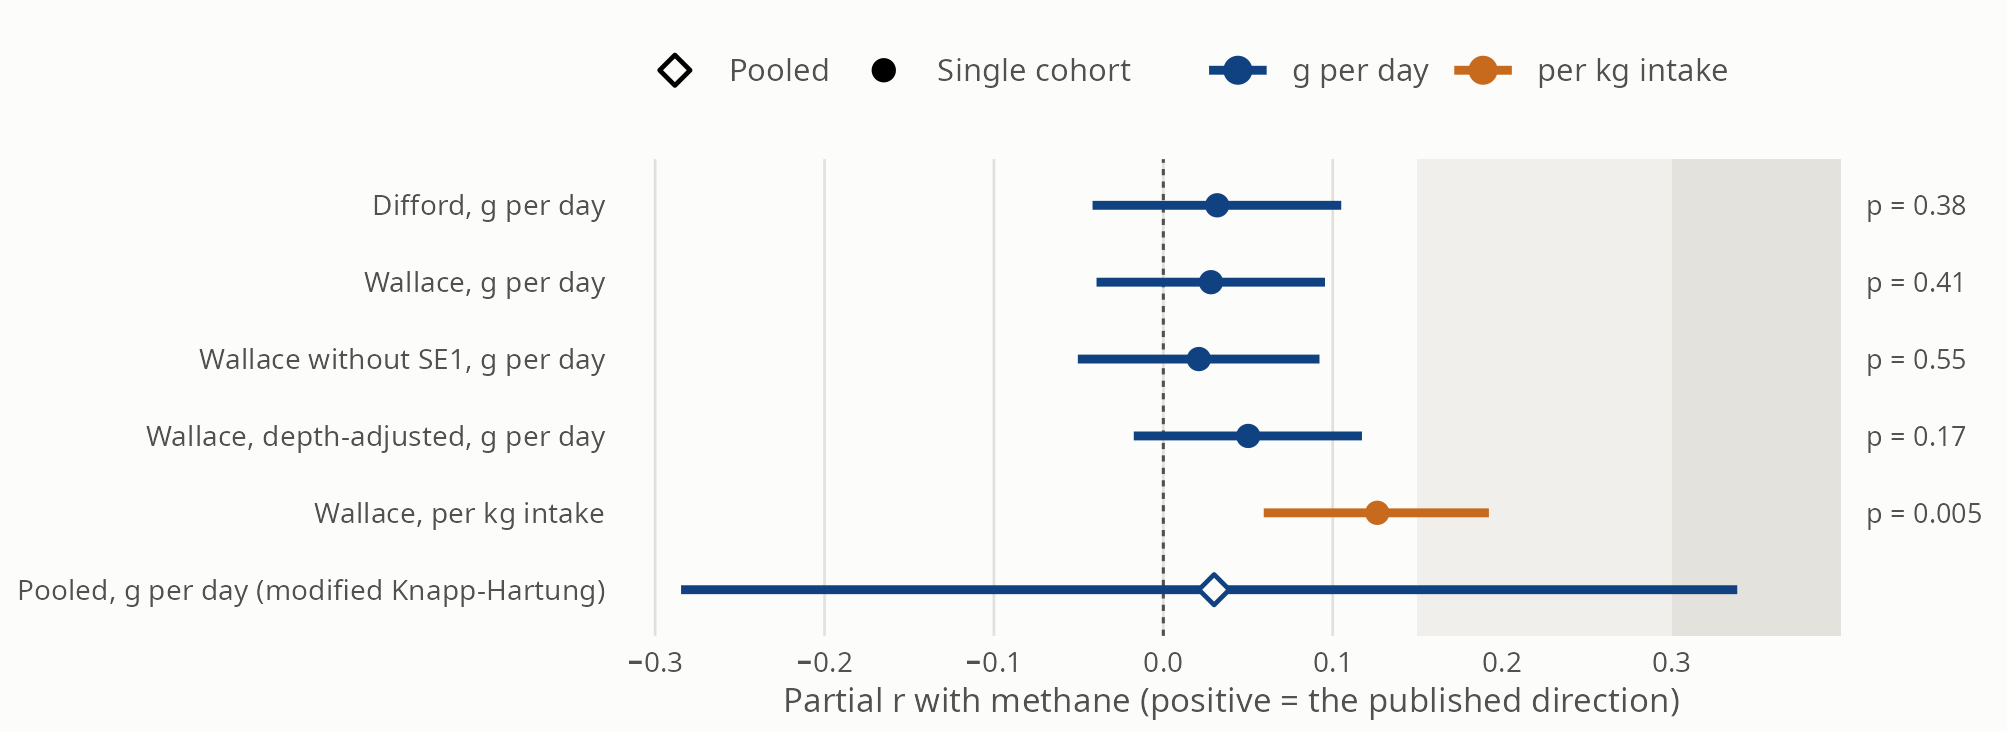 Pooled Single cohort g per day per kg intake
Difford, g per day p = 0.38
Wallace, g per day p = 0.41
Wallace without SE1, g per day p = 0.55
Wallace, depth-adjusted, g per day p = 0.17
Wallace, per kg intake p = 0.005
Pooled, g per day (modified Knapp-Hartung)
−0.3 −0.2 −0.1 0.0 0.1 0.2 0.3
Partial r with methane (positive = the published direction)